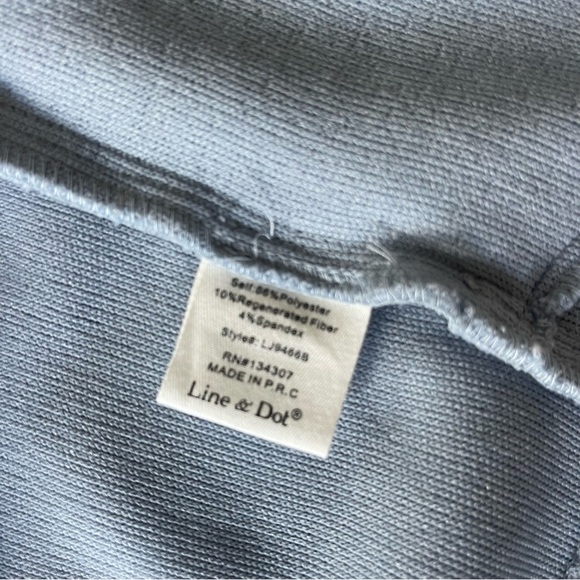 Self 86%Polyester
10%Regenerated Fiber
4%Spandex
Style#: LJ9466B
RN#134307
MADE IN P.R.C
Line & Dot®